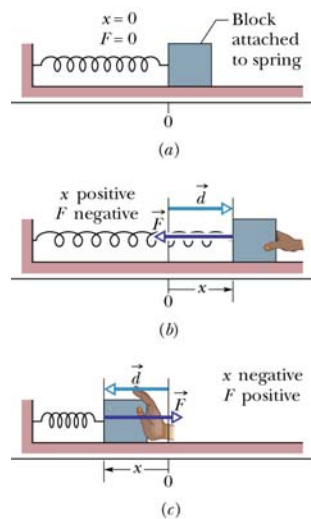 x = 0
F = 0
Block
attached
to spring
0
(a)
x positive
F negative
d
F
0
x
(b)
d
F
x negative
F positive
x
0
(c)